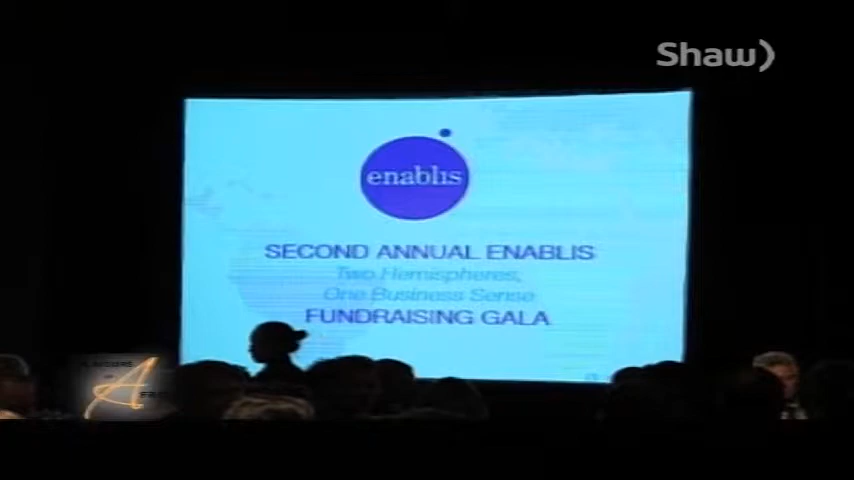 Shaw)
enablis
SECOND ANNUAL ENABLIS
Two Hemispheres,
One Business Sense
FUNDRAISING GALA